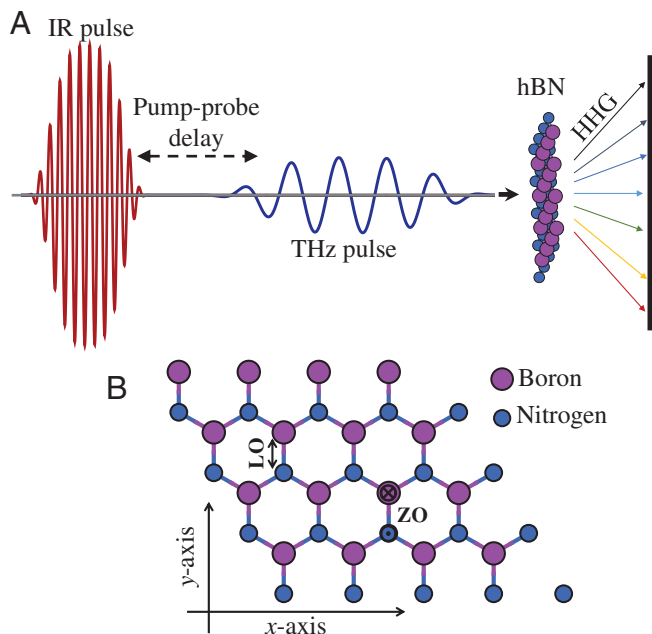 A
IR pulse
Pump-probe
delay
THz pulse
hBN
HHG
B
Boron
Nitrogen
LO
ZO
y-axis
x-axis